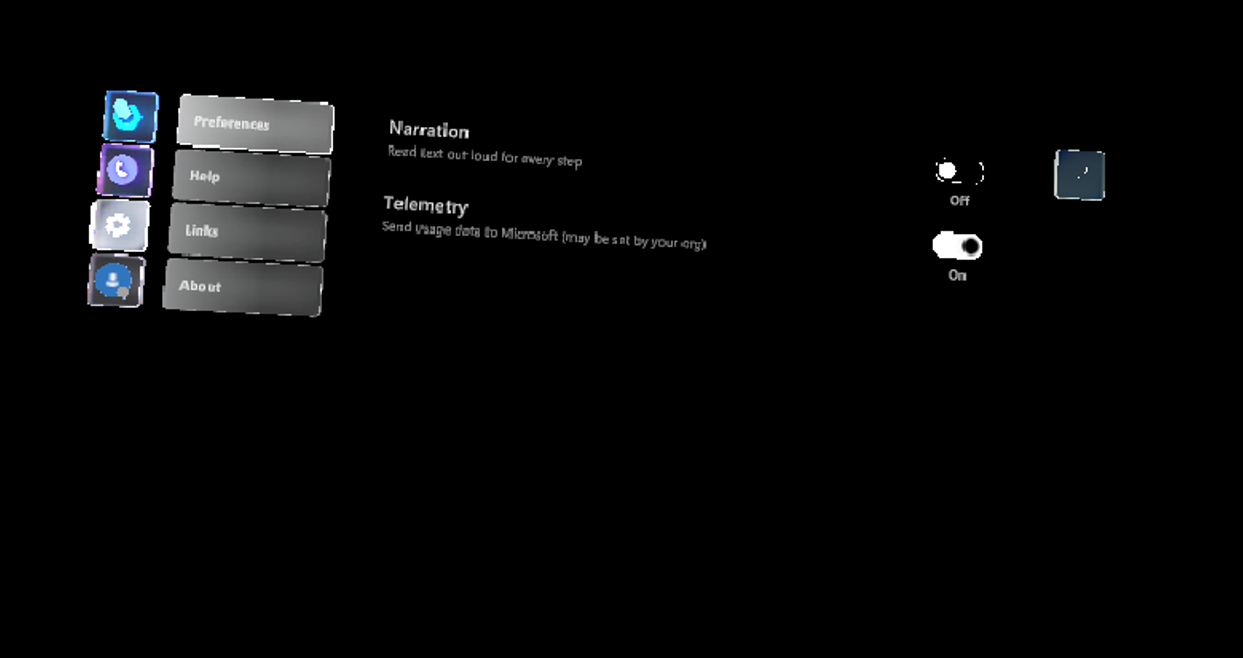 Preferences
Help
Links
About
Narration
Read text out loud for every step
Off
Telemetry
Send usage data to Microsoft (may be set by your org)
On